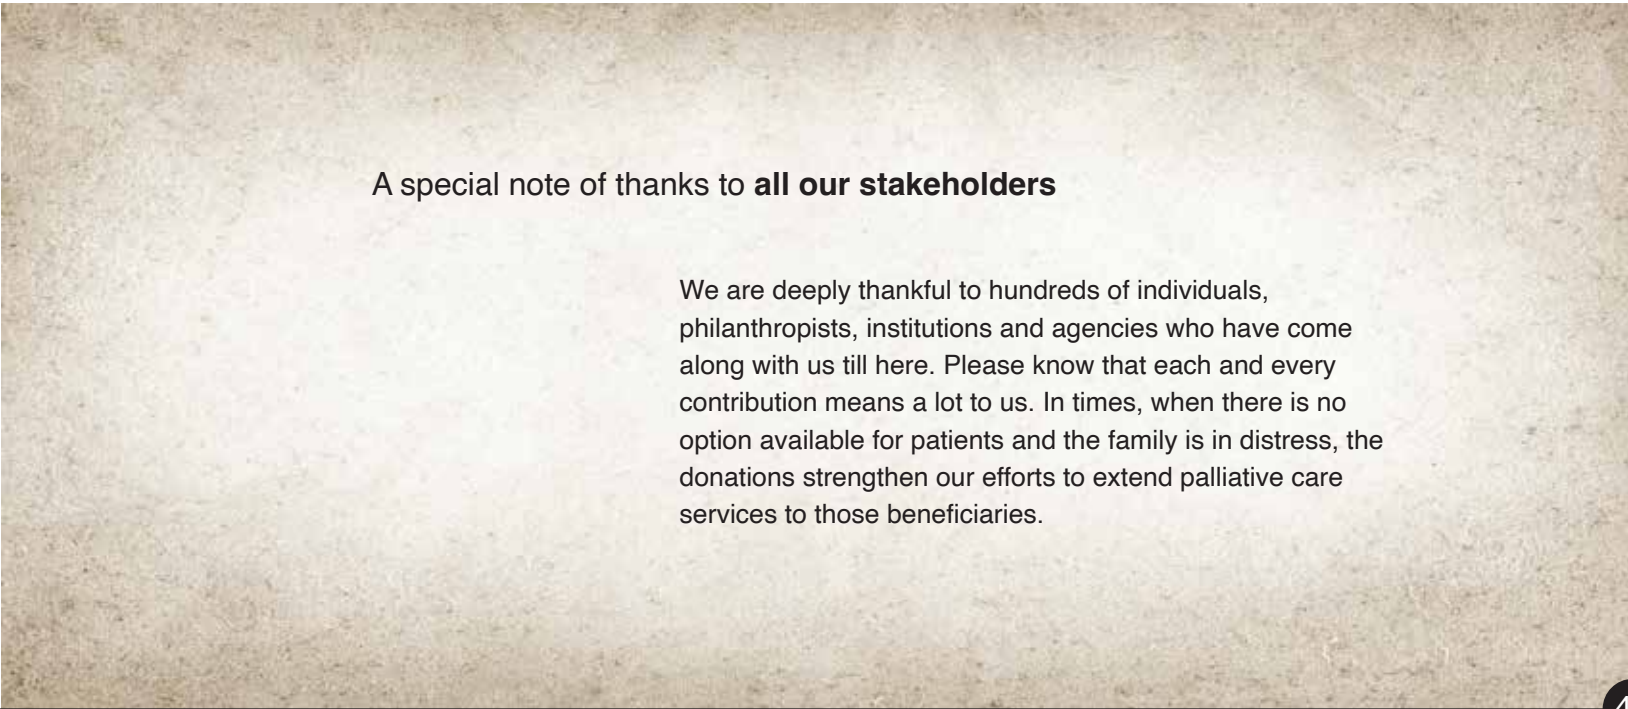 A special note of thanks to all our stakeholders
We are deeply thankful to hundreds of individuals,
philanthropists, institutions and agencies who have come
along with us till here. Please know that each and every
contribution means a lot to us. In times, when there is no
option available for patients and the family is in distress, the
donations strengthen our efforts to extend palliative care
services to those beneficiaries.